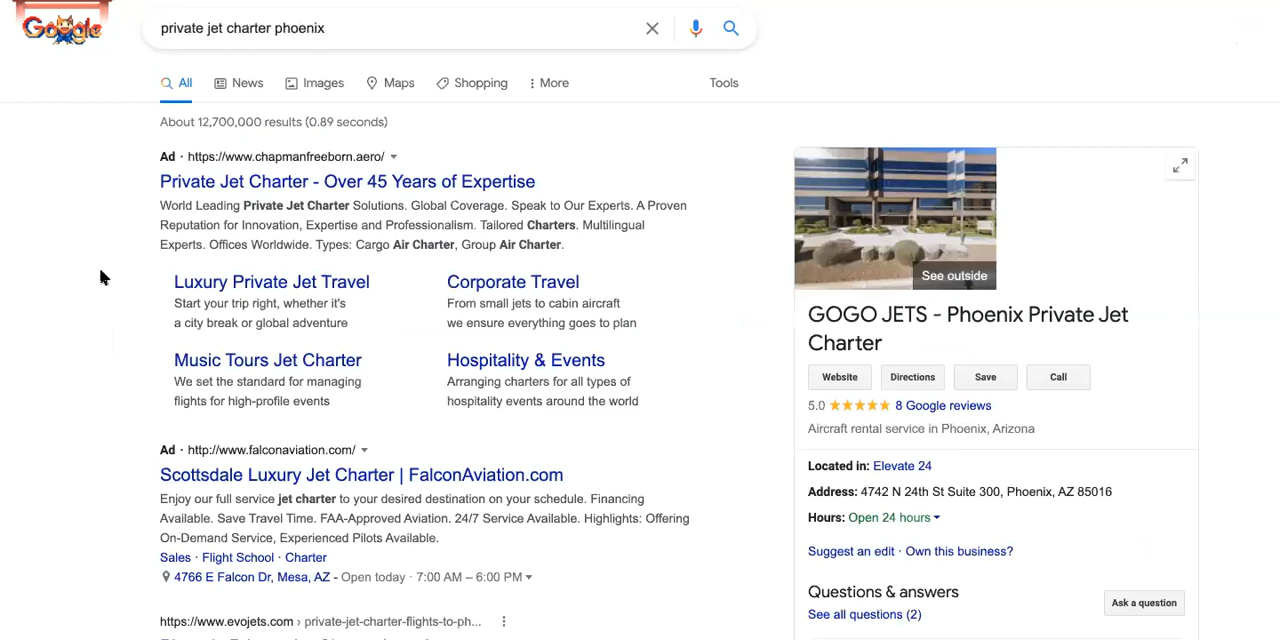 Google
private jet charter phoenix
All
News
Images
Maps
Shopping
More
Tools
About 12,700,000 results (0.89 seconds)
Ad · https://www.chapmanfreeborn.aero/
Private Jet Charter - Over 45 Years of Expertise
World Leading Private Jet Charter Solutions. Global Coverage. Speak to Our Experts. A Proven
Reputation for Innovation, Expertise and Professionalism. Tailored Charters. Multilingual
Experts. Offices Worldwide. Types: Cargo Air Charter, Group Air Charter.
Luxury Private Jet Travel
Start your trip right, whether it's
a city break or global adventure
Corporate Travel
From small jets to cabin aircraft
we ensure everything goes to plan
Music Tours Jet Charter
We set the standard for managing
flights for high-profile events
Hospitality & Events
Arranging charters for all types of
hospitality events around the world
Ad · http://www.falconaviation.com/
Scottsdale Luxury Jet Charter | FalconAviation.com
Enjoy our full service jet charter to your desired destination on your schedule. Financing
Available. Save Travel Time. FAA-Approved Aviation. 24/7 Service Available. Highlights: Offering
On-Demand Service, Experienced Pilots Available.
Sales · Flight School · Charter
4766 E Falcon Dr, Mesa, AZ - Open today · 7:00 AM – 6:00 PM
https://www.evojets.com › private-jet-charter-flights-to-ph...
See outside
GOGO JETS - Phoenix Private Jet
Charter
Website
Directions
Save
Call
5.0 8 Google reviews
Aircraft rental service in Phoenix, Arizona
Located in: Elevate 24
Address: 4742 N 24th St Suite 300, Phoenix, AZ 85016
Hours: Open 24 hours
Suggest an edit · Own this business?
Questions & answers
See all questions (2)
Ask a question